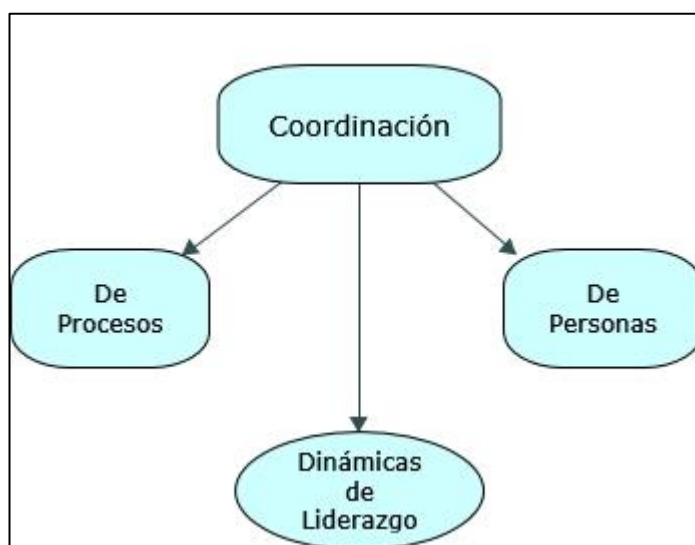 Coordinación
De
Procesos
De
Personas
Dinámicas
de
Liderazgo